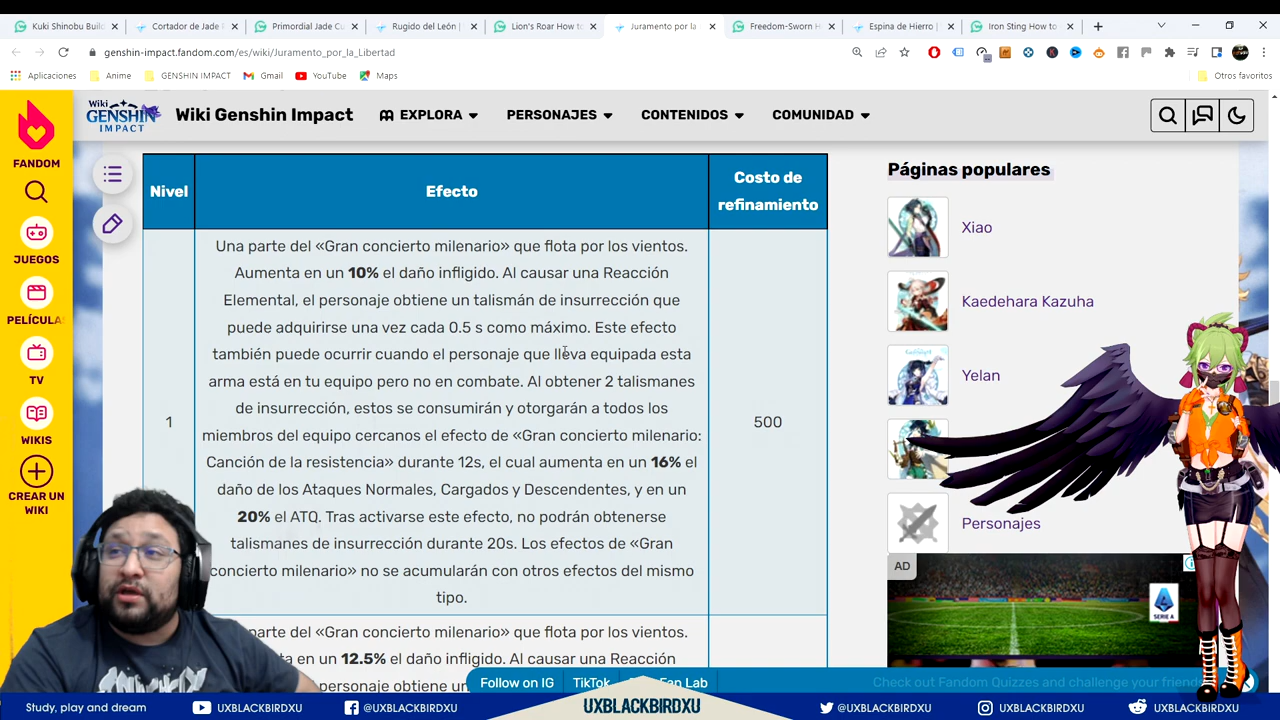 Kuki Shinobu Build
Cortador de Jade P
Primordial Jade Cu
Rugido del León |
Lion's Roar How to
Juramento por la
Freedom-Sworn H
Espina de Hierro |
Iron Sting How to
genshin-impact.fandom.com/es/wiki/Juramento_por_la_Libertad
Aplicaciones
Anime
GENSHIN IMPACT
Gmail
YouTube
Maps
Otros favoritos
Wiki
GENSHIN
IMPACT
Wiki Genshin Impact
EXPLORA
PERSONAJES
CONTENIDOS
COMUNIDAD
FANDOM
JUEGOS
PELÍCULAS
TV
WIKIS
CREAR UN
WIKI
Nivel
Efecto
Costo de
refinamiento
1
Una parte del «Gran concierto milenario» que flota por los vientos.
Aumenta en un 10% el daño infligido. Al causar una Reacción
Elemental, el personaje obtiene un talismán de insurrección que
puede adquirirse una vez cada 0.5 s como máximo. Este efecto
también puede ocurrir cuando el personaje que lleva equipada esta
arma está en tu equipo pero no en combate. Al obtener 2 talismanes
de insurrección, estos se consumirán y otorgarán a todos los
miembros del equipo cercanos el efecto de «Gran concierto milenario:
Canción de la resistencia» durante 12s, el cual aumenta en un 16% el
daño de los Ataques Normales, Cargados y Descendentes, y en un
20% el ATQ. Tras activarse este efecto, no podrán obtenerse
talismanes de insurrección durante 20s. Los efectos de «Gran
concierto milenario» no se acumularán con otros efectos del mismo
tipo.
500
parte del «Gran concierto milenario» que flota por los vientos.
ta en un 12.5% el daño infligido. Al causar una Reacción
personaje obtiene un
Páginas populares
Xiao
Kaedehara Kazuha
Yelan
Personajes
AD
SERIE A
Follow on IG
TikTok
Fan Lab
Check out Fandom Quizzes and challenge your friends
Study, play and dream
UXBLACKBIRDXU
@UXBLACKBIRDXU
UXBLACKBIRDXU
@UXBLACKBIRDXU
UXBLACKBIRDXU
UXBLACKBIRDXU